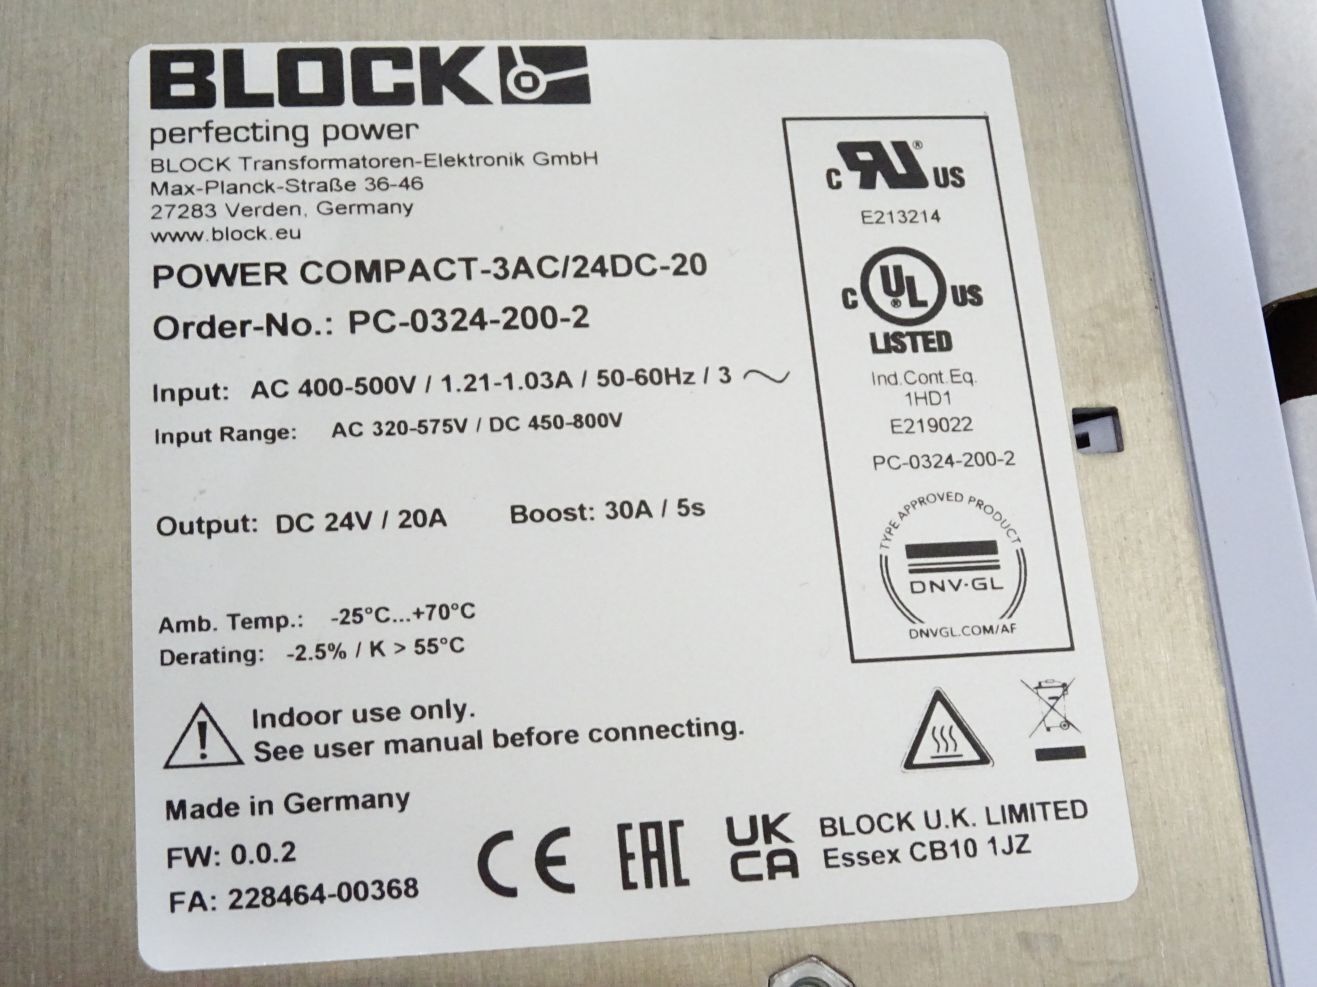 BLOCK
perfecting power
BLOCK Transformatoren-Elektronik GmbH
Max-Planck-Straße 36-46
27283 Verden, Germany
www.block.eu
POWER COMPACT-3AC/24DC-20
Order-No.: PC-0324-200-2
Input: AC 400-500V / 1.21-1.03A / 50-60Hz / 3 ~
Input Range: AC 320-575V / DC 450-800V
Output: DC 24V / 20A Boost: 30A / 5s
Amb. Temp.: -25°C...+70°C
Derating: -2.5% / K > 55°C
Indoor use only.
See user manual before connecting.
Made in Germany
FW: 0.0.2
FA: 228464-00368
CE EAC UK
CA
BLOCK U.K. LIMITED
Essex CB10 1JZ
C RU® US
E213214
C UL® US
LISTED
Ind.Cont.Eq.
1HD1
E219022
PC-0324-200-2
TYPE APPROVED PRODUCT
DNV·GL
DNVGL.COM/AF